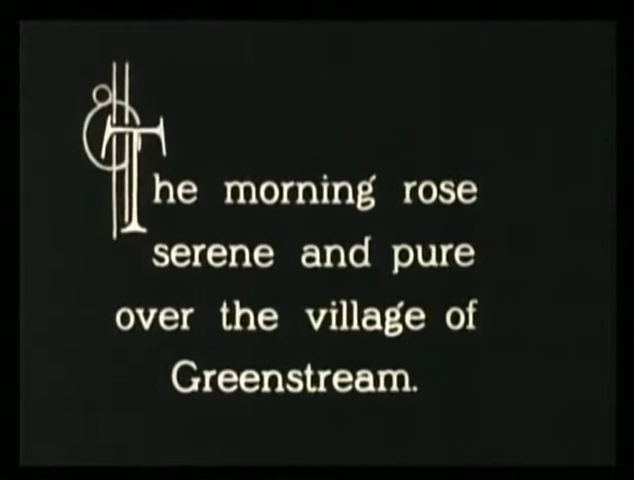 The morning rose
serene and pure
over the village of
Greenstream.